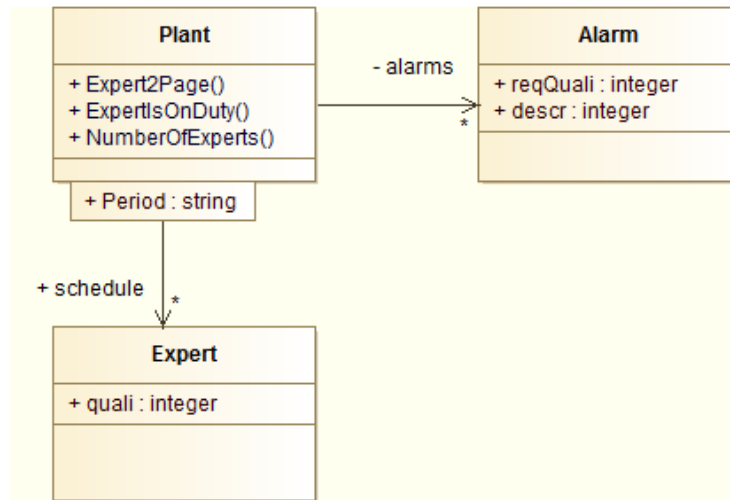 Plant
+ Expert2Page()
+ ExpertIsOnDuty()
+ NumberOfExperts()
+ Period : string
- alarms
*
Alarm
+ reqQuali : integer
+ descr : integer
+ schedule
*
Expert
+ quali : integer